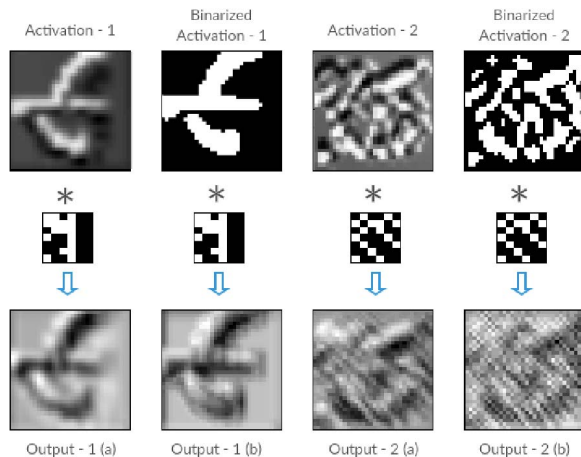 Activation - 1
Binarized
Activation - 1
Activation - 2
Binarized
Activation - 2
*
*
*
*
Output - 1 (a)
Output - 1 (b)
Output - 2 (a)
Output - 2 (b)